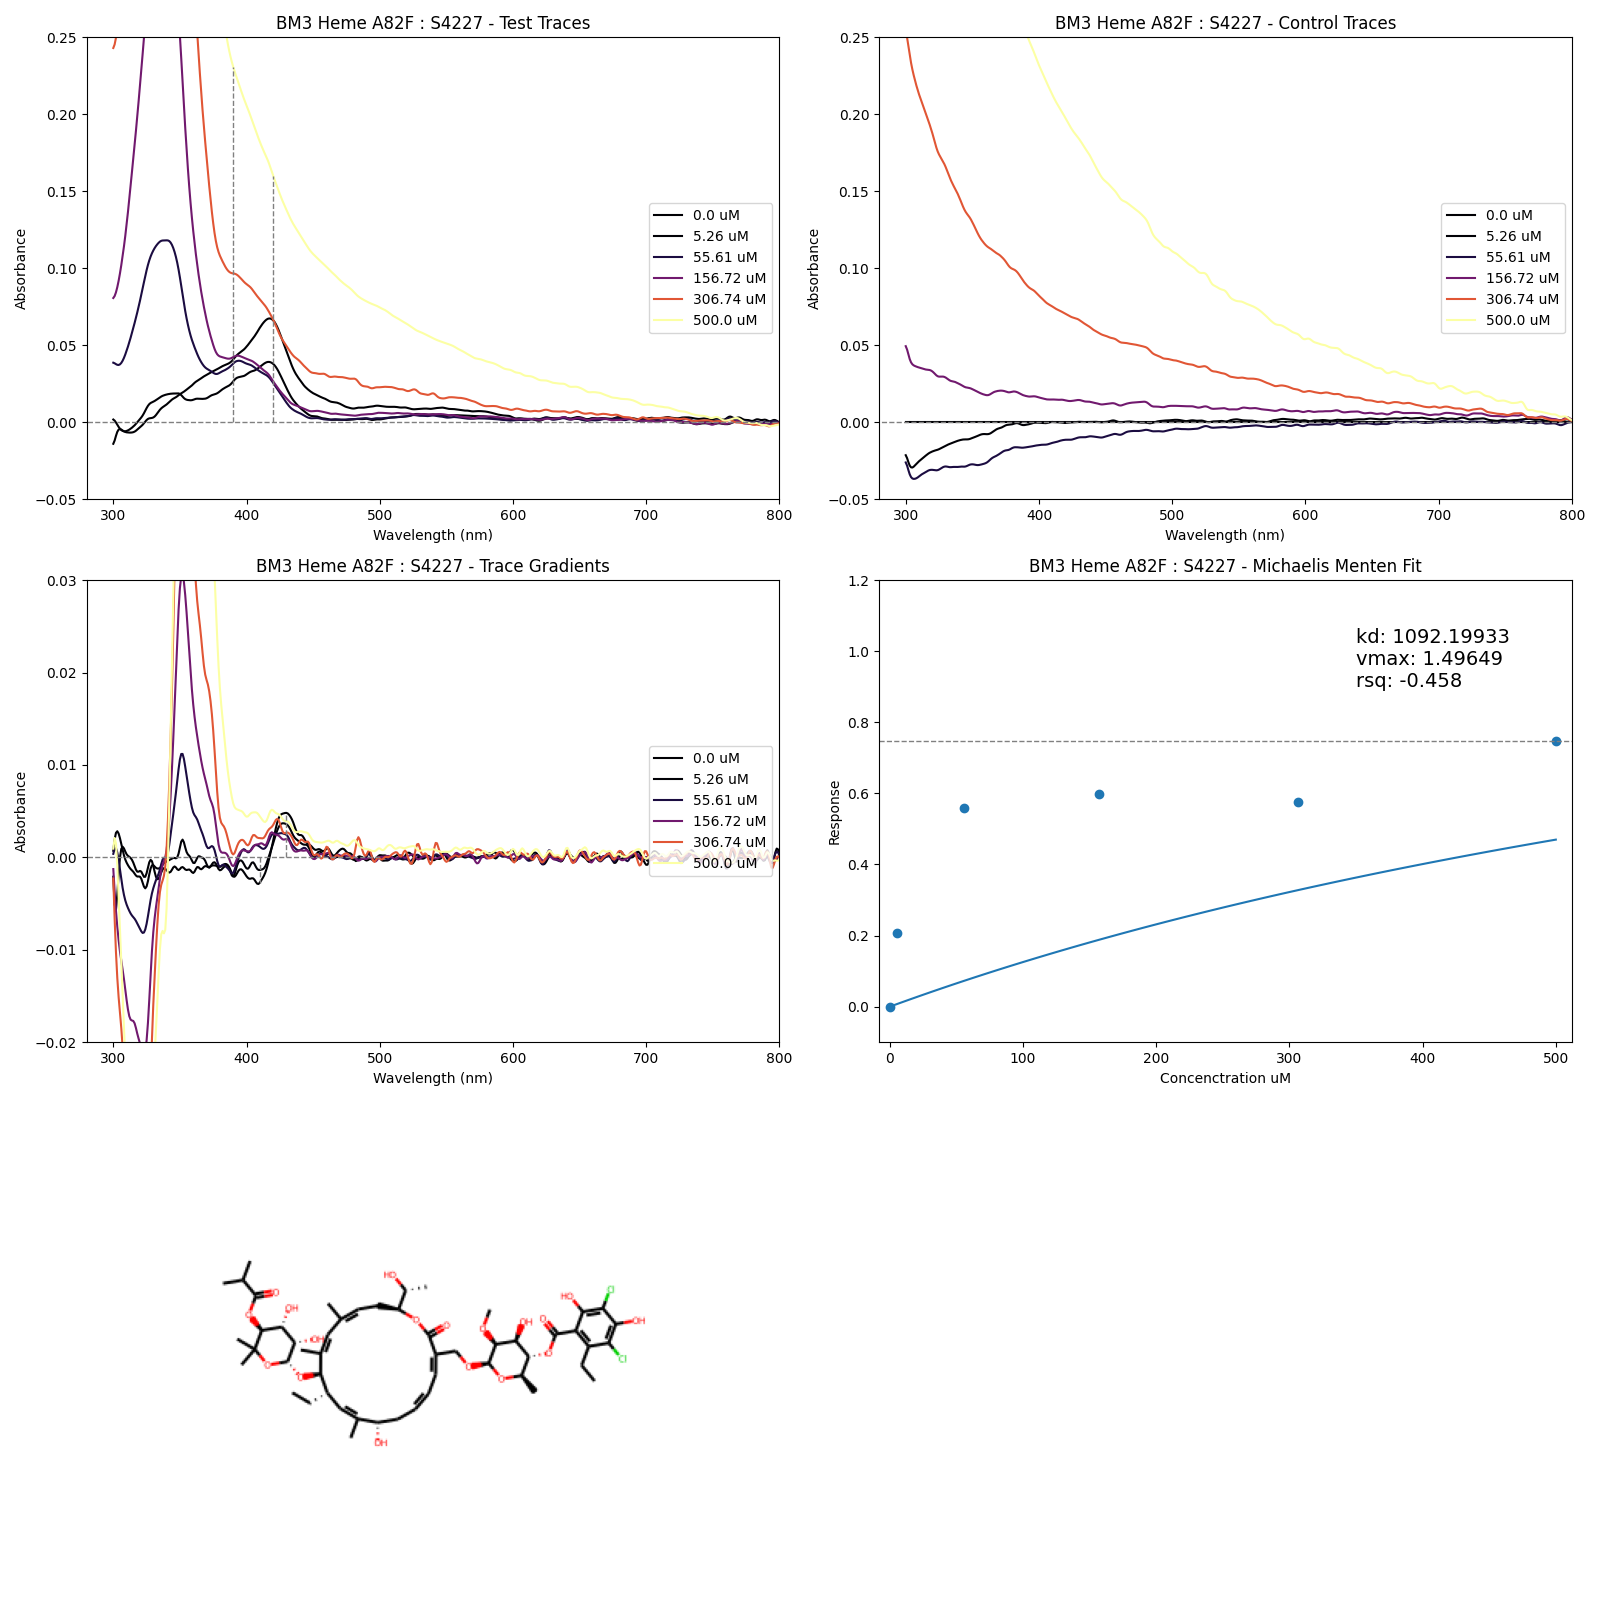 BM3 Heme A82F : S4227 - Test Traces
0.25
0.20
0.15
0.10
0.05
0.00
−0.05
Absorbance
300 400 500 600 700 800
Wavelength (nm)
0.0 uM
5.26 uM
55.61 uM
156.72 uM
306.74 uM
500.0 uM
BM3 Heme A82F : S4227 - Control Traces
0.25
0.20
0.15
0.10
0.05
0.00
−0.05
Absorbance
300 400 500 600 700 800
Wavelength (nm)
0.0 uM
5.26 uM
55.61 uM
156.72 uM
306.74 uM
500.0 uM
BM3 Heme A82F : S4227 - Trace Gradients
0.03
0.02
0.01
0.00
−0.01
−0.02
Absorbance
300 400 500 600 700 800
Wavelength (nm)
0.0 uM
5.26 uM
55.61 uM
156.72 uM
306.74 uM
500.0 uM
BM3 Heme A82F : S4227 - Michaelis Menten Fit
1.2
1.0
0.8
0.6
0.4
0.2
0.0
Response
0 100 200 300 400 500
Concenctration uM
kd: 1092.19933
vmax: 1.49649
rsq: -0.458
HO
O
OH
O
OH
O
O
O
O
O
OH
O
O
O
OH
O
O
O
HO
Cl
OH
Cl